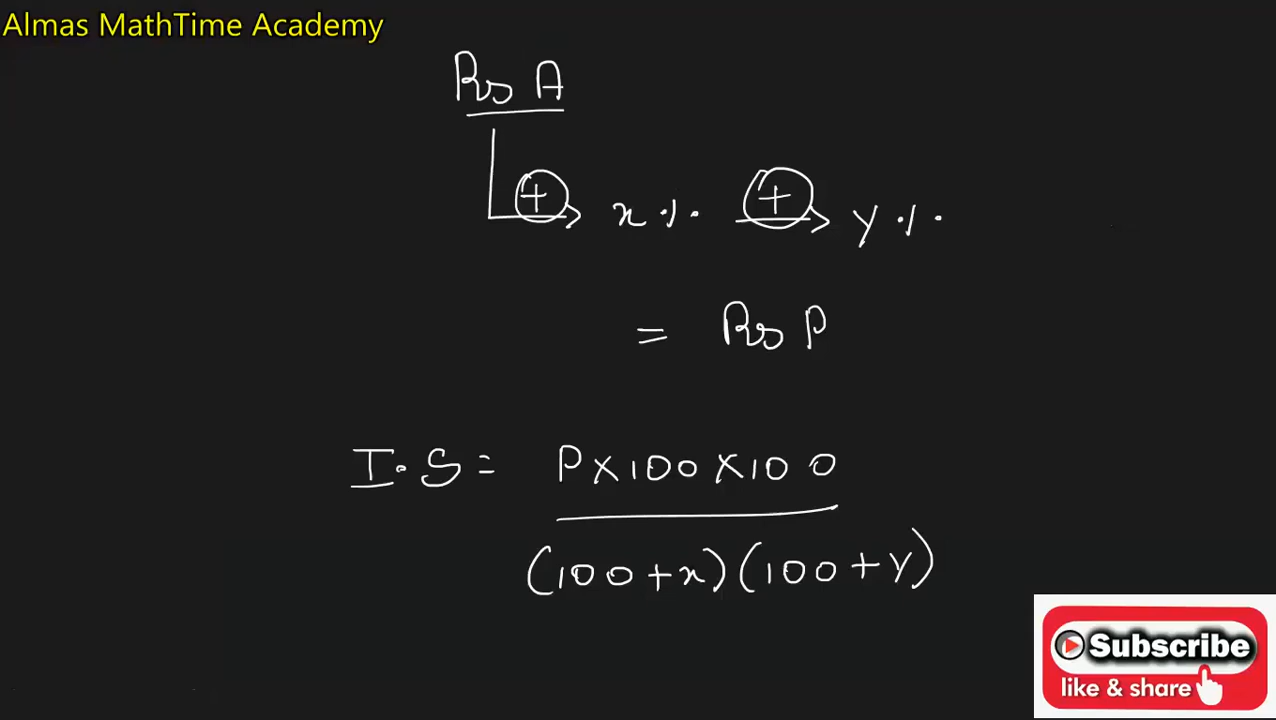 Almas MathTime Academy
Rs A
+ x % + y %
= Rs P
I.S = P×100×100
(100+x)(100+y)
Subscribe
like & share